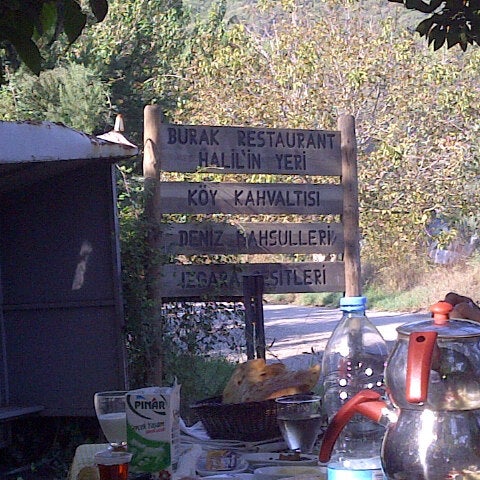 BURAK RESTAURANT
HALİL'İN YERİ
KÖY KAHVALTISI
DENİZ MAHSULLERİ
IZGARA ÇEŞİTLERİ
PINAR